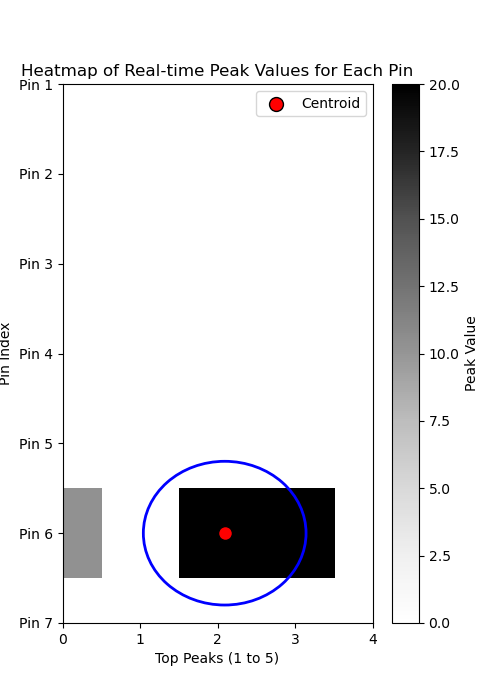 Heatmap of Real-time Peak Values for Each Pin
Centroid
Pin 1
Pin 2
Pin 3
Pin 4
Pin 5
Pin 6
Pin 7
Pin Index
0 1 2 3 4
Top Peaks (1 to 5)
20.0
17.5
15.0
12.5
10.0
7.5
5.0
2.5
0.0
Peak Value